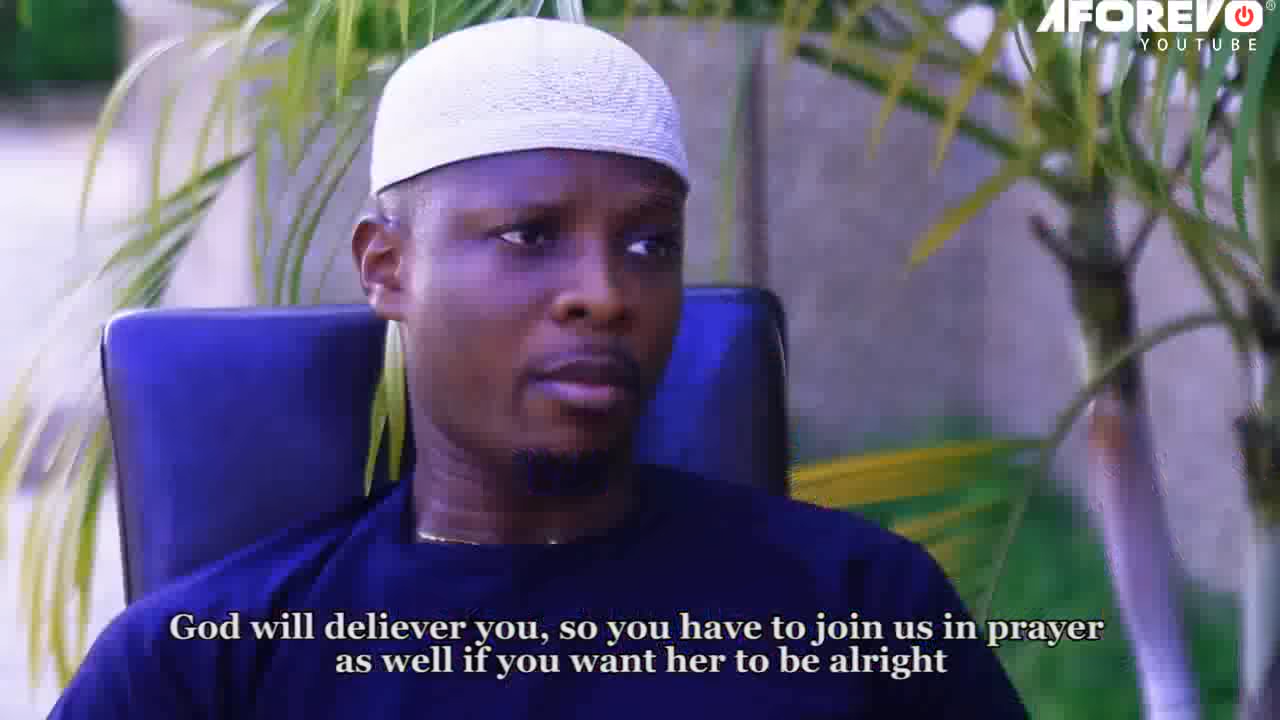 AFOREVO®
YOUTUBE
God will deliever you, so you have to join us in prayer
as well if you want her to be alright